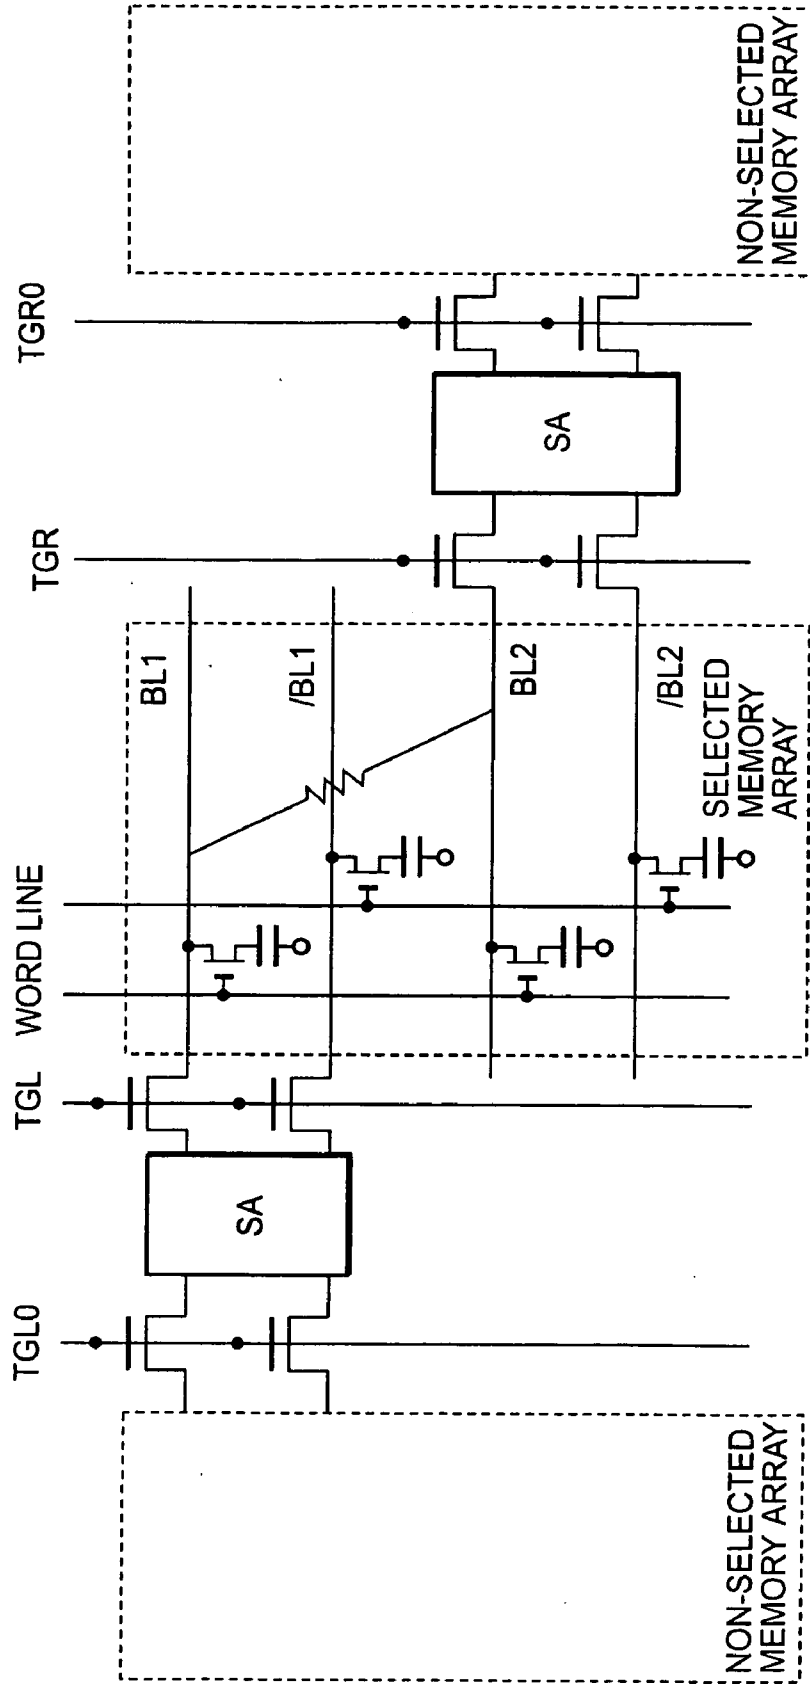 TGL0
TGL
WORD LINE
TGR
TGR0
BL1
/BL1
BL2
/BL2
SA
SA
SELECTED
MEMORY
ARRAY
NON-SELECTED
MEMORY ARRAY
NON-SELECTED
MEMORY ARRAY